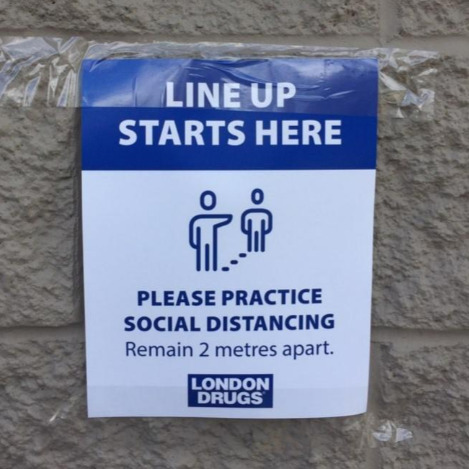 LINE UP
STARTS HERE
PLEASE PRACTICE
SOCIAL DISTANCING
Remain 2 metres apart.
LONDON
DRUGS